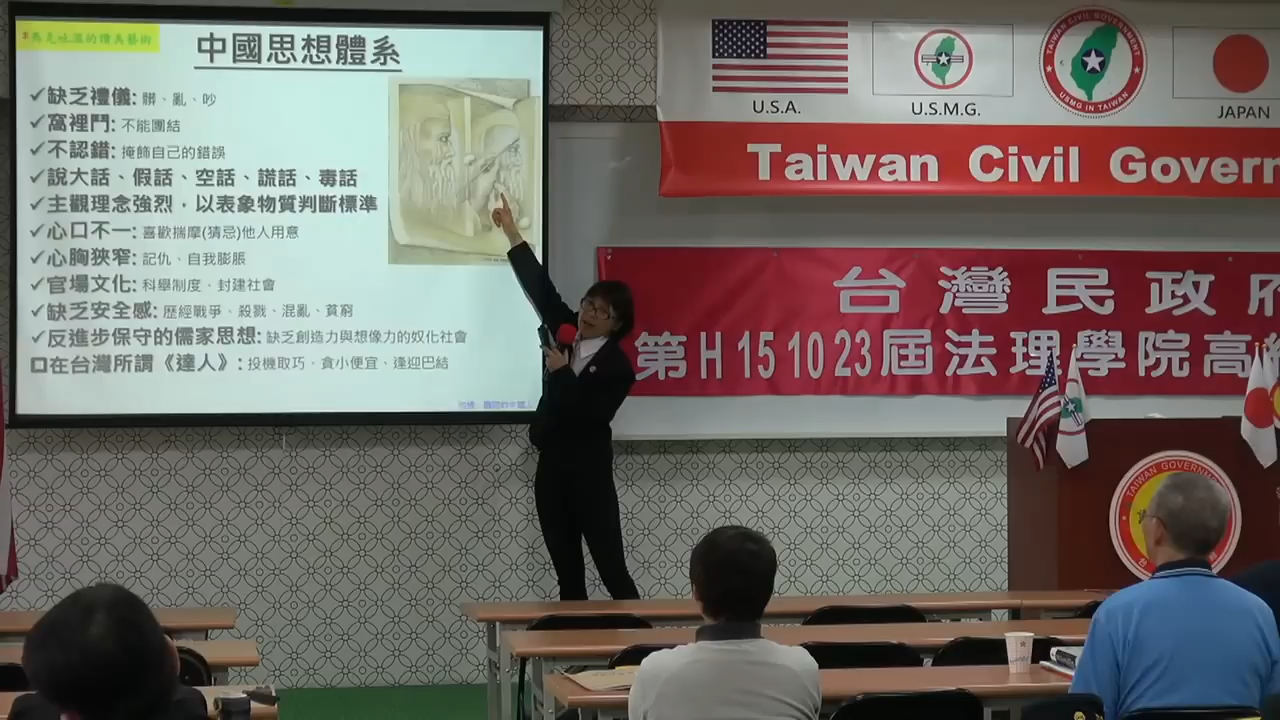 中國思想體系
✓缺乏禮儀: 髒、亂、吵
✓窩裡鬥: 不能團結
✓不認錯: 掩飾自己的錯誤
✓說大話、假話、空話、謊話、毒話
✓主觀理念強烈，以表象物質判斷標準
✓心口不一: 喜歡揣摩(猜忌)他人用意
✓心胸狹窄: 記仇、自我膨脹
✓官場文化: 科舉制度、封建社會
✓缺乏安全感: 歷經戰爭、殺戮、混亂、貧窮
✓反進步保守的儒家思想: 缺乏創造力與想像力的奴化社會
口在台灣所謂《達人》: 投機取巧、貪小便宜、逢迎巴結
U.S.A.
U.S.M.G.
TAIWAN CIVIL GOVERNMENT
USMG IN TAIWAN
JAPAN
Taiwan Civil Govern
台灣民政府
第H 15 10 23屆法理學院高
TAIWAN GOVERNM